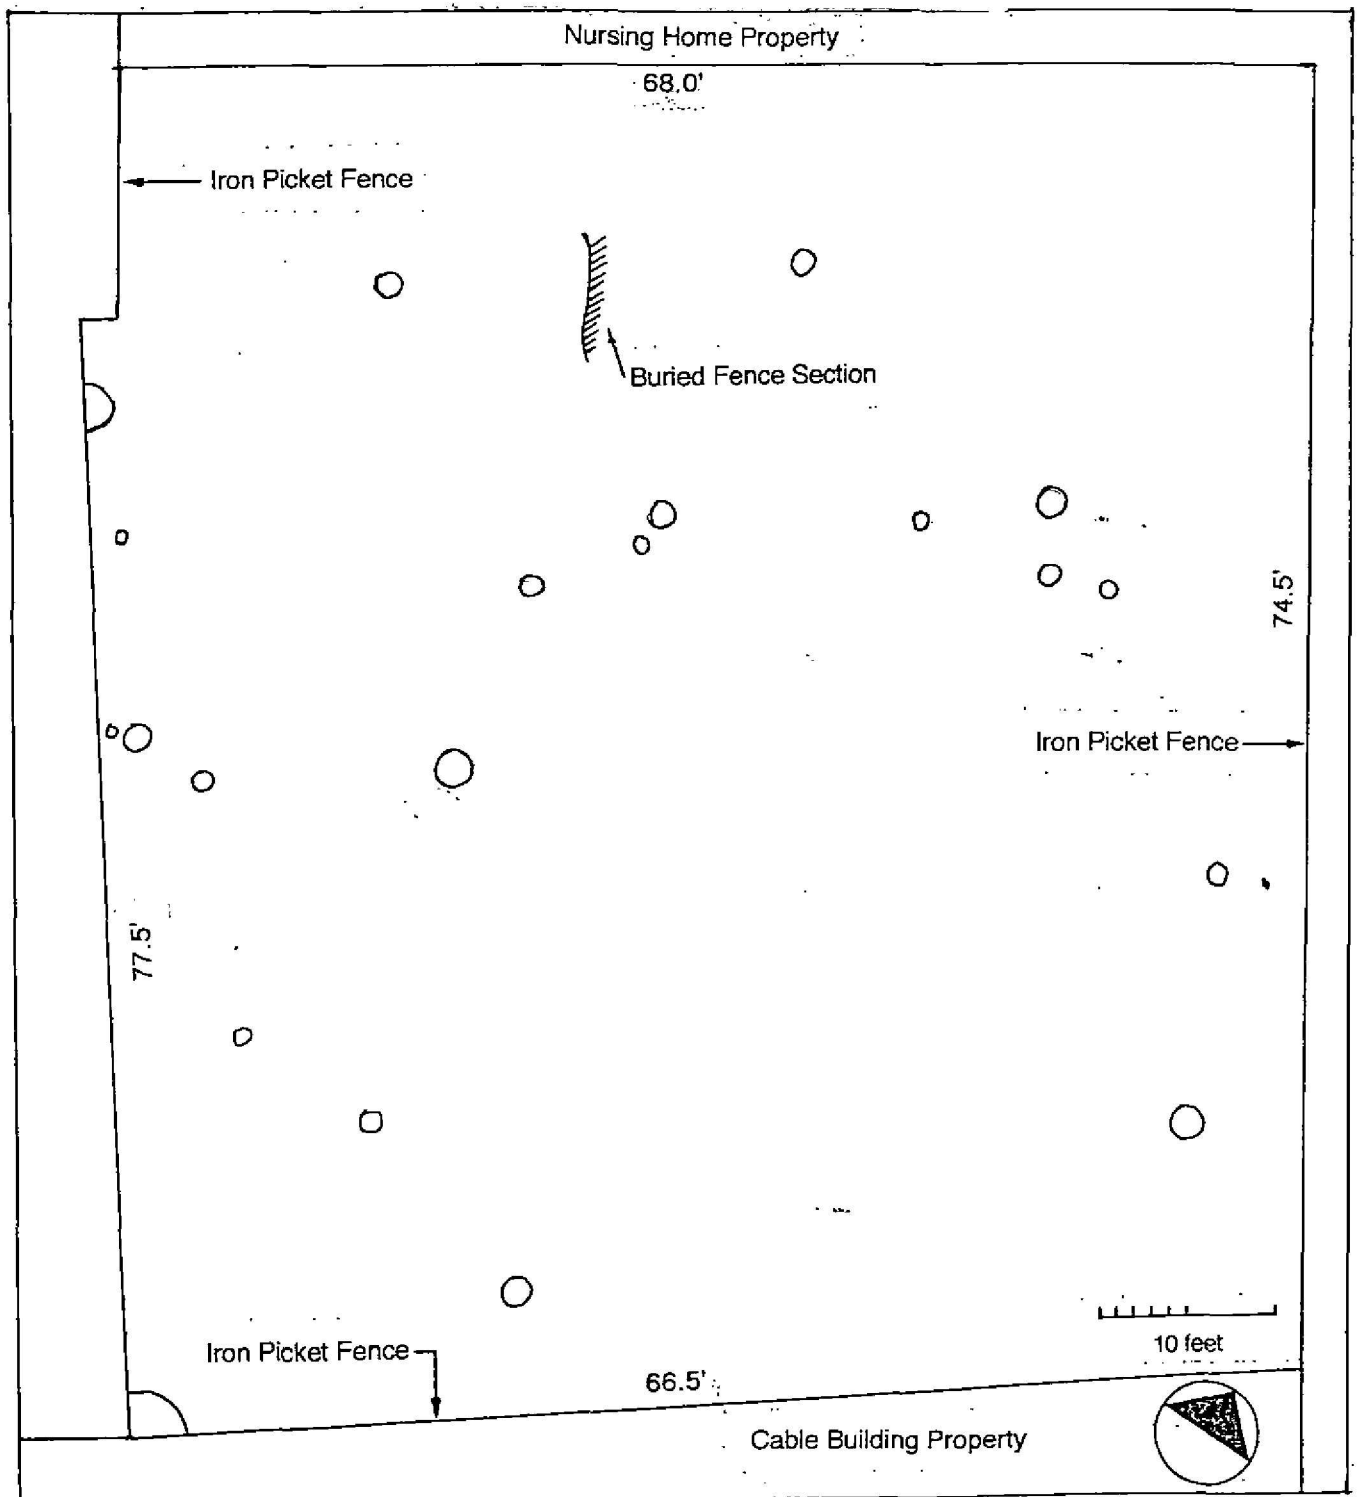 Nursing Home Property
68.0'
Iron Picket Fence
Buried Fence Section
74.5'
Iron Picket Fence
77.5'
10 feet
Iron Picket Fence
66.5'
Cable Building Property